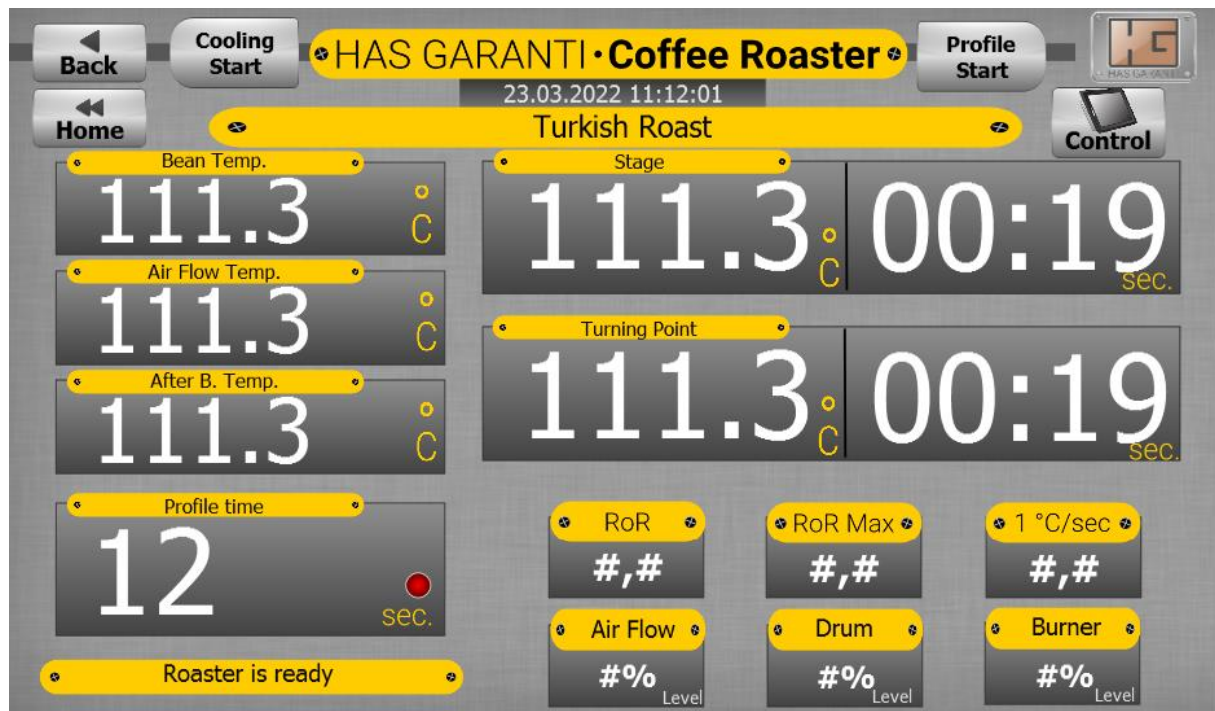 Back
Cooling
Start
HAS GARANTI·Coffee Roaster
Profile
Start
HG
HAS GARANTI
23.03.2022 11:12:01
Home
Turkish Roast
Control
Bean Temp.
111.3 °C
Air Flow Temp.
111.3 °C
After B. Temp.
111.3 °C
Profile time
12 sec.
Roaster is ready
Stage
111.3 °C 00:19 sec.
Turning Point
111.3 °C 00:19 sec.
RoR RoR Max 1 °C/sec
#,# #,# #,#
Air Flow Drum Burner
#% Level #% Level #% Level